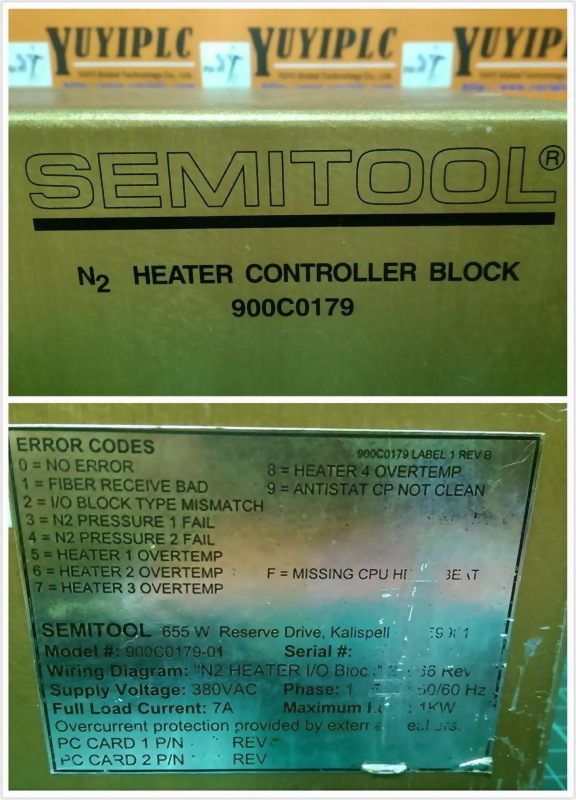 YUYIPLC YUYIPLC YUYIPL
SEMITOOL®
N2 HEATER CONTROLLER BLOCK
900C0179
ERROR CODES
900C0179 LABEL 1 REV B
0 = NO ERROR
8 = HEATER 4 OVERTEMP
1 = FIBER RECEIVE BAD
9 = ANTISTAT CP NOT CLEAN
2 = I/O BLOCK TYPE MISMATCH
3 = N2 PRESSURE 1 FAIL
4 = N2 PRESSURE 2 FAIL
5 = HEATER 1 OVERTEMP
6 = HEATER 2 OVERTEMP
F = MISSING CPU
7 = HEATER 3 OVERTEMP
SEMITOOL 655 W. Reserve Drive, Kalispell
Model #: 900C0179-01 Serial #:
Wiring Diagram: "N2 HEATER I/O Rev
Supply Voltage: 380VAC Phase: 1 50/60 Hz
Full Load Current: 7A Maximum 1KW
Overcurrent protection provided by
PC CARD 1 P/N REV
PC CARD 2 P/N REV